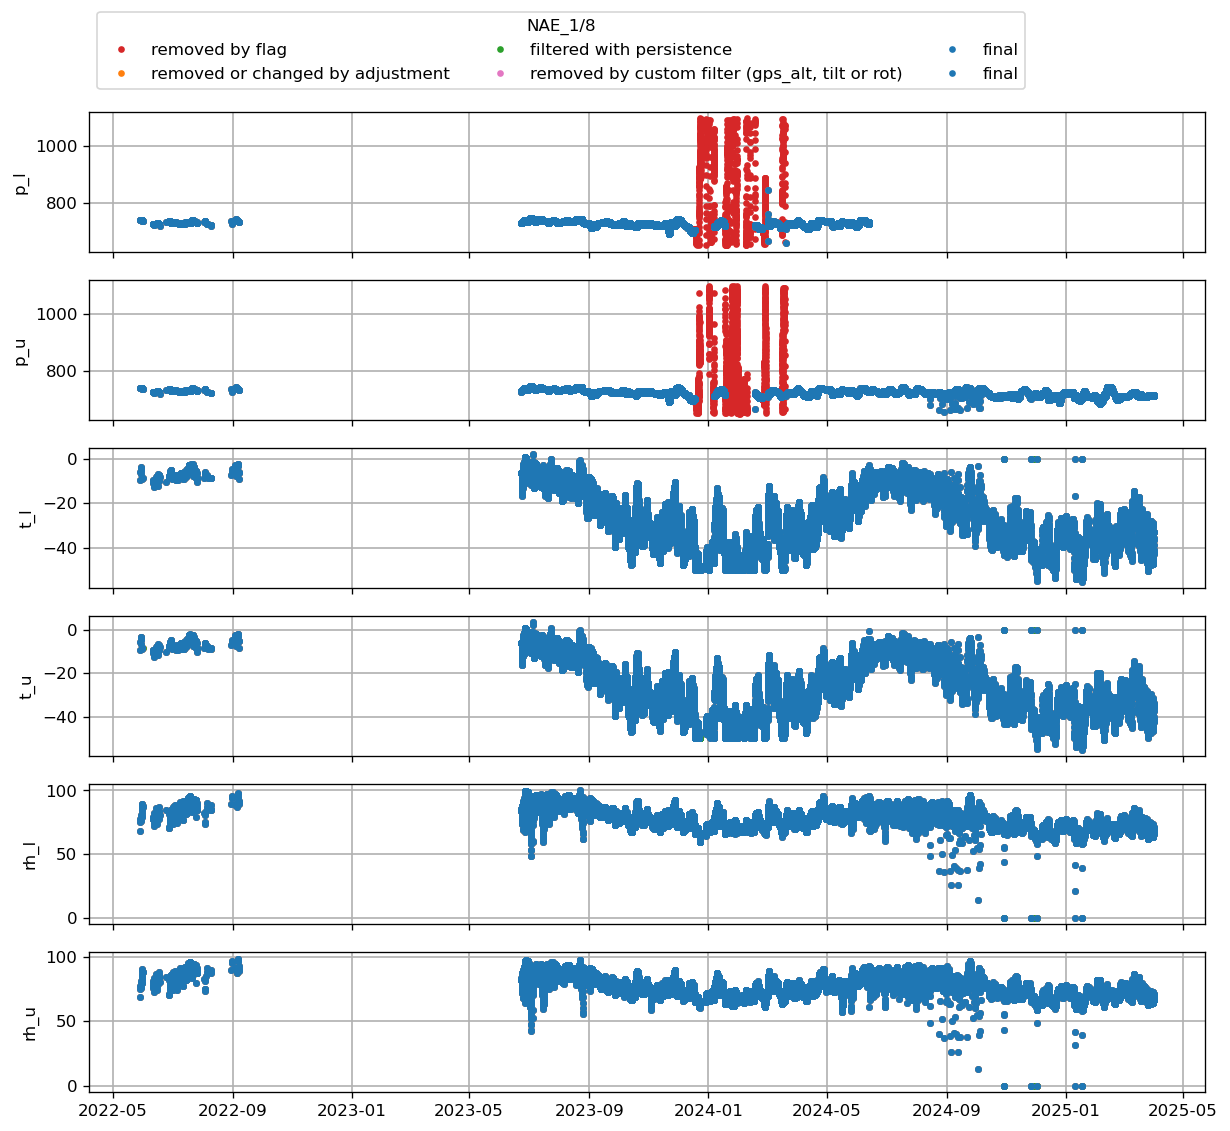 NAE_1/8
removed by flag
filtered with persistence
final
removed or changed by adjustment
removed by custom filter (gps_alt, tilt or rot)
final
1000
800
p_l
1000
800
p_u
0
−20
−40
t_l
0
−20
−40
t_u
100
50
0
rh_l
100
50
0
rh_u
2022-05
2022-09
2023-01
2023-05
2023-09
2024-01
2024-05
2024-09
2025-01
2025-05